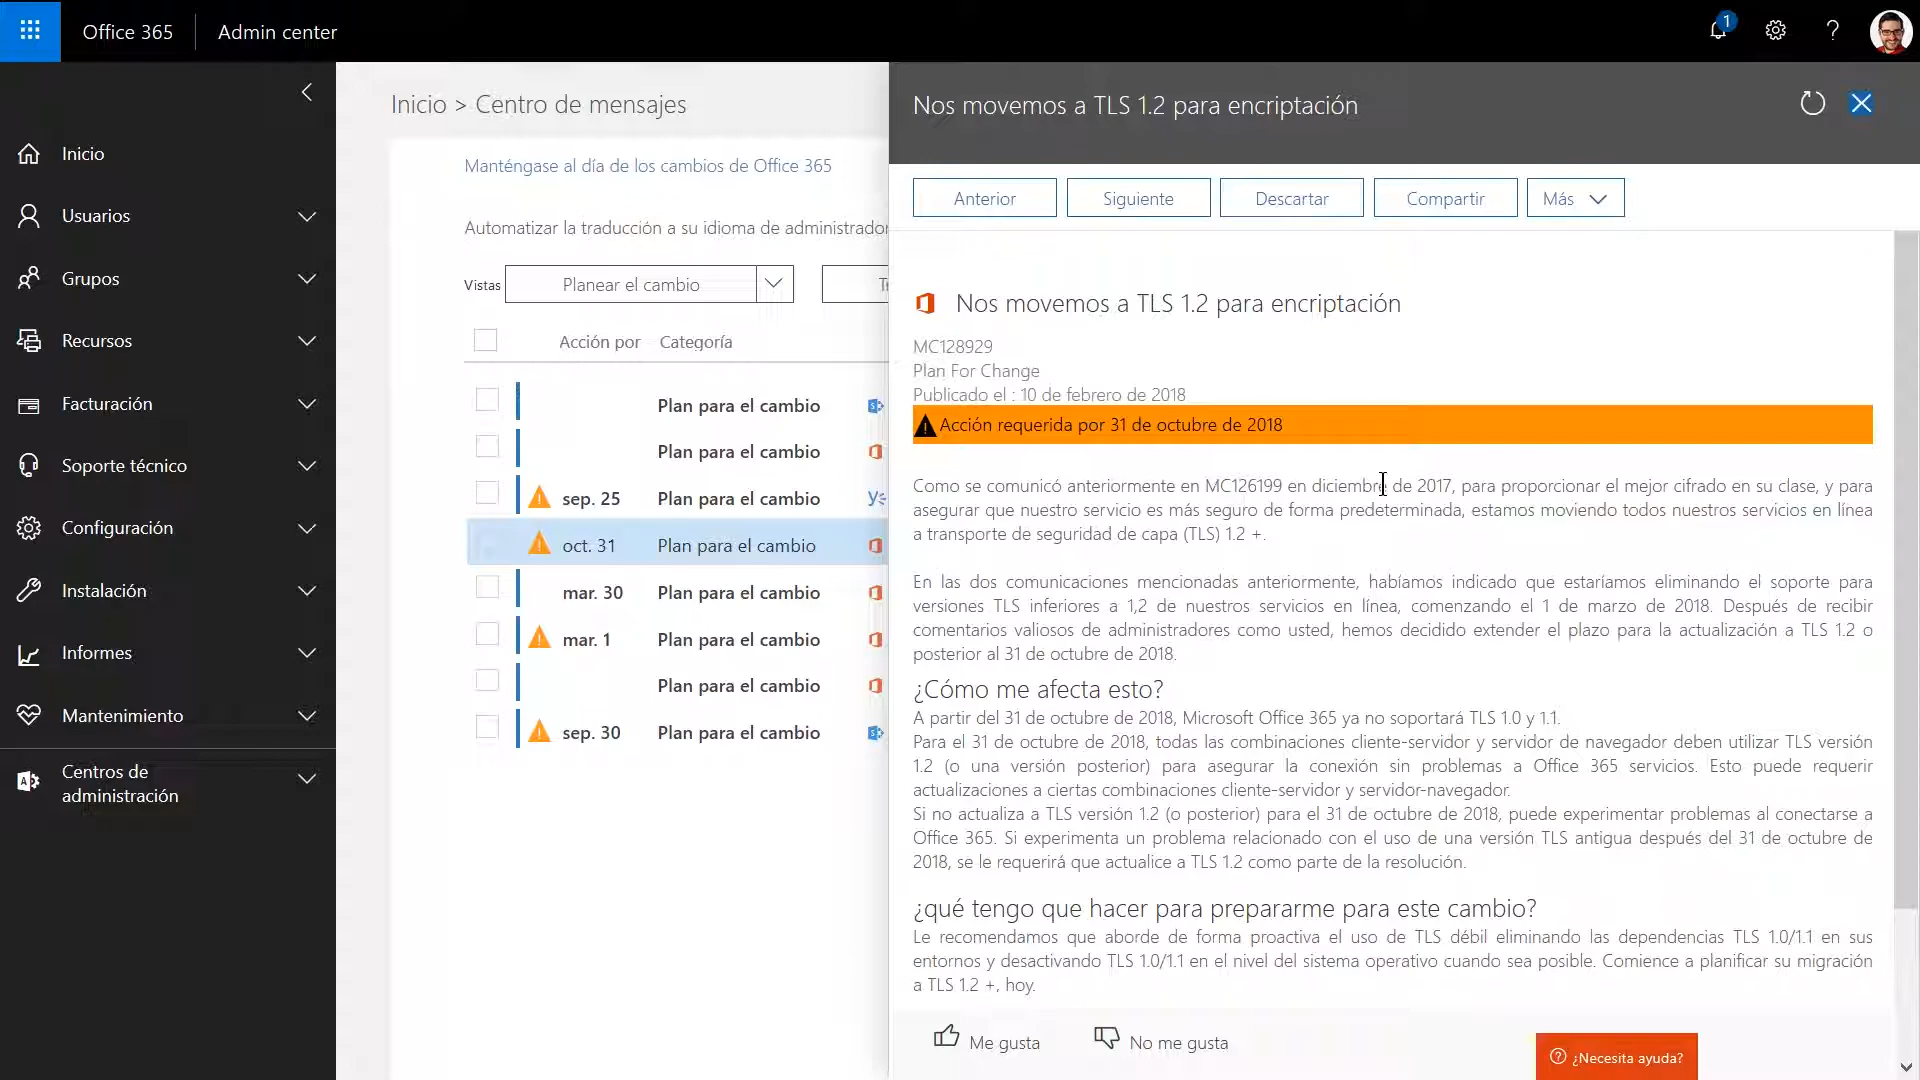 Office 365
Admin center
1
Inicio
Usuarios
Grupos
Recursos
Facturación
Soporte técnico
Configuración
Instalación
Informes
Mantenimiento
Centros de
administración
Inicio > Centro de mensajes
Manténgase al día de los cambios de Office 365
Automatizar la traducción a su idioma de administrador
Vistas
Planear el cambio
Acción por Categoría
Plan para el cambio
Plan para el cambio
sep. 25 Plan para el cambio
oct. 31 Plan para el cambio
mar. 30 Plan para el cambio
mar. 1 Plan para el cambio
Plan para el cambio
sep. 30 Plan para el cambio
Nos movemos a TLS 1.2 para encriptación
Anterior
Siguiente
Descartar
Compartir
Más
Nos movemos a TLS 1.2 para encriptación
MC128929
Plan For Change
Publicado el : 10 de febrero de 2018
Acción requerida por 31 de octubre de 2018
Como se comunicó anteriormente en MC126199 en diciembre de 2017, para proporcionar el mejor cifrado en su clase, y para
asegurar que nuestro servicio es más seguro de forma predeterminada, estamos moviendo todos nuestros servicios en línea
a transporte de seguridad de capa (TLS) 1.2 +.
En las dos comunicaciones mencionadas anteriormente, habíamos indicado que estaríamos eliminando el soporte para
versiones TLS inferiores a 1,2 de nuestros servicios en línea, comenzando el 1 de marzo de 2018. Después de recibir
comentarios valiosos de administradores como usted, hemos decidido extender el plazo para la actualización a TLS 1.2 o
posterior al 31 de octubre de 2018.
¿Cómo me afecta esto?
A partir del 31 de octubre de 2018, Microsoft Office 365 ya no soportará TLS 1.0 y 1.1.
Para el 31 de octubre de 2018, todas las combinaciones cliente-servidor y servidor de navegador deben utilizar TLS versión
1.2 (o una versión posterior) para asegurar la conexión sin problemas a Office 365 servicios. Esto puede requerir
actualizaciones a ciertas combinaciones cliente-servidor y servidor-navegador.
Si no actualiza a TLS versión 1.2 (o posterior) para el 31 de octubre de 2018, puede experimentar problemas al conectarse a
Office 365. Si experimenta un problema relacionado con el uso de una versión TLS antigua después del 31 de octubre de
2018, se le requerirá que actualice a TLS 1.2 como parte de la resolución.
¿qué tengo que hacer para prepararme para este cambio?
Le recomendamos que aborde de forma proactiva el uso de TLS débil eliminando las dependencias TLS 1.0/1.1 en sus
entornos y desactivando TLS 1.0/1.1 en el nivel del sistema operativo cuando sea posible. Comience a planificar su migración
a TLS 1.2 +, hoy.
Me gusta
No me gusta
¿Necesita ayuda?